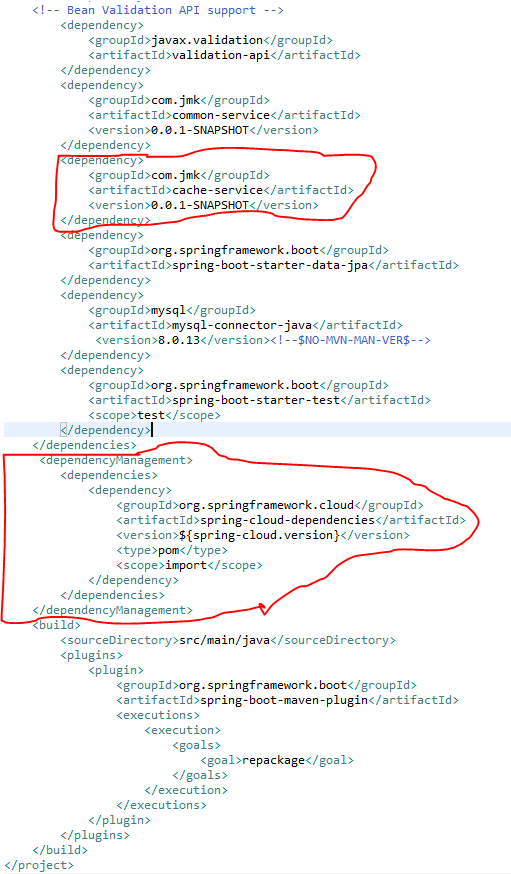 <!-- Bean Validation API support -->
<dependency>
<groupId>javax.validation</groupId>
<artifactId>validation-api</artifactId>
</dependency>
<dependency>
<groupId>com.jmk</groupId>
<artifactId>common-service</artifactId>
<version>0.0.1-SNAPSHOT</version>
</dependency>
<dependency>
<groupId>com.jmk</groupId>
<artifactId>cache-service</artifactId>
<version>0.0.1-SNAPSHOT</version>
</dependency>
<dependency>
<groupId>org.springframework.boot</groupId>
<artifactId>spring-boot-starter-data-jpa</artifactId>
</dependency>
<dependency>
<groupId>mysql</groupId>
<artifactId>mysql-connector-java</artifactId>
<version>8.0.13</version><!--$NO-MVN-MAN-VER$-->
</dependency>
<dependency>
<groupId>org.springframework.boot</groupId>
<artifactId>spring-boot-starter-test</artifactId>
<scope>test</scope>
</dependency>
</dependencies>
<dependencyManagement>
<dependencies>
<dependency>
<groupId>org.springframework.cloud</groupId>
<artifactId>spring-cloud-dependencies</artifactId>
<version>${spring-cloud.version}</version>
<type>pom</type>
<scope>import</scope>
</dependency>
</dependencies>
</dependencyManagement>
<build>
<sourceDirectory>src/main/java</sourceDirectory>
<plugins>
<plugin>
<groupId>org.springframework.boot</groupId>
<artifactId>spring-boot-maven-plugin</artifactId>
<executions>
<execution>
<goals>
<goal>repackage</goal>
</goals>
</execution>
</executions>
</plugin>
</plugins>
</build>
</project>